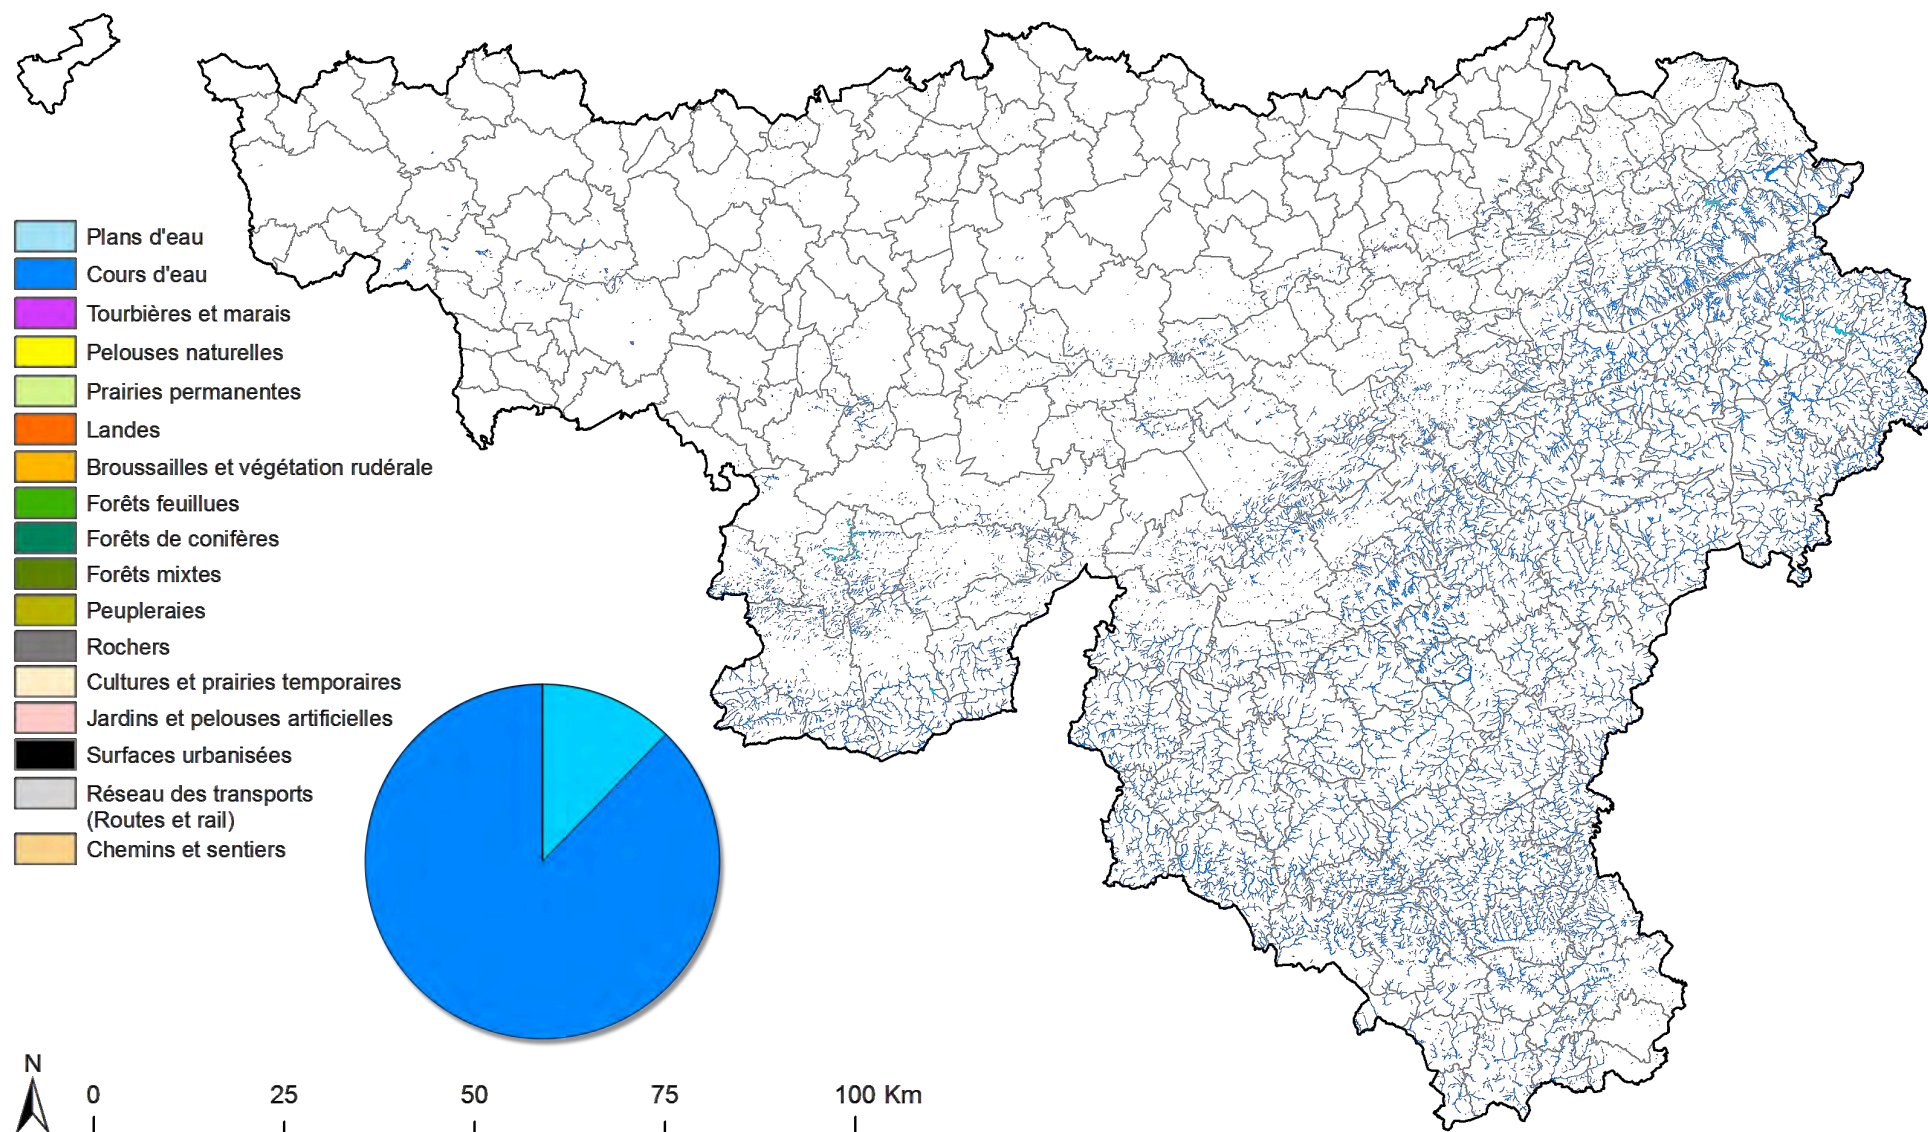 Plans d'eau
Cours d'eau
Tourbières et marais
Pelouses naturelles
Prairies permanentes
Landes
Broussailles et végétation rudérale
Forêts feuillues
Forêts de conifères
Forêts mixtes
Peupleraies
Rochers
Cultures et prairies temporaires
Jardins et pelouses artificielles
Surfaces urbanisées
Réseau des transports
(Routes et rail)
Chemins et sentiers
N
0 25 50 75 100 Km